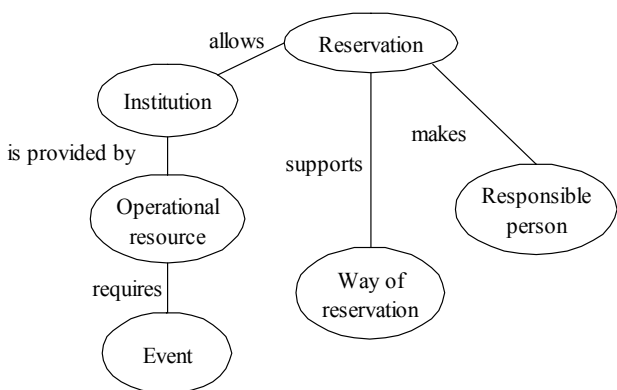 allows
Reservation
Institution
is provided by
makes
supports
Operational
resource
Responsible
person
requires
Way of
reservation
Event